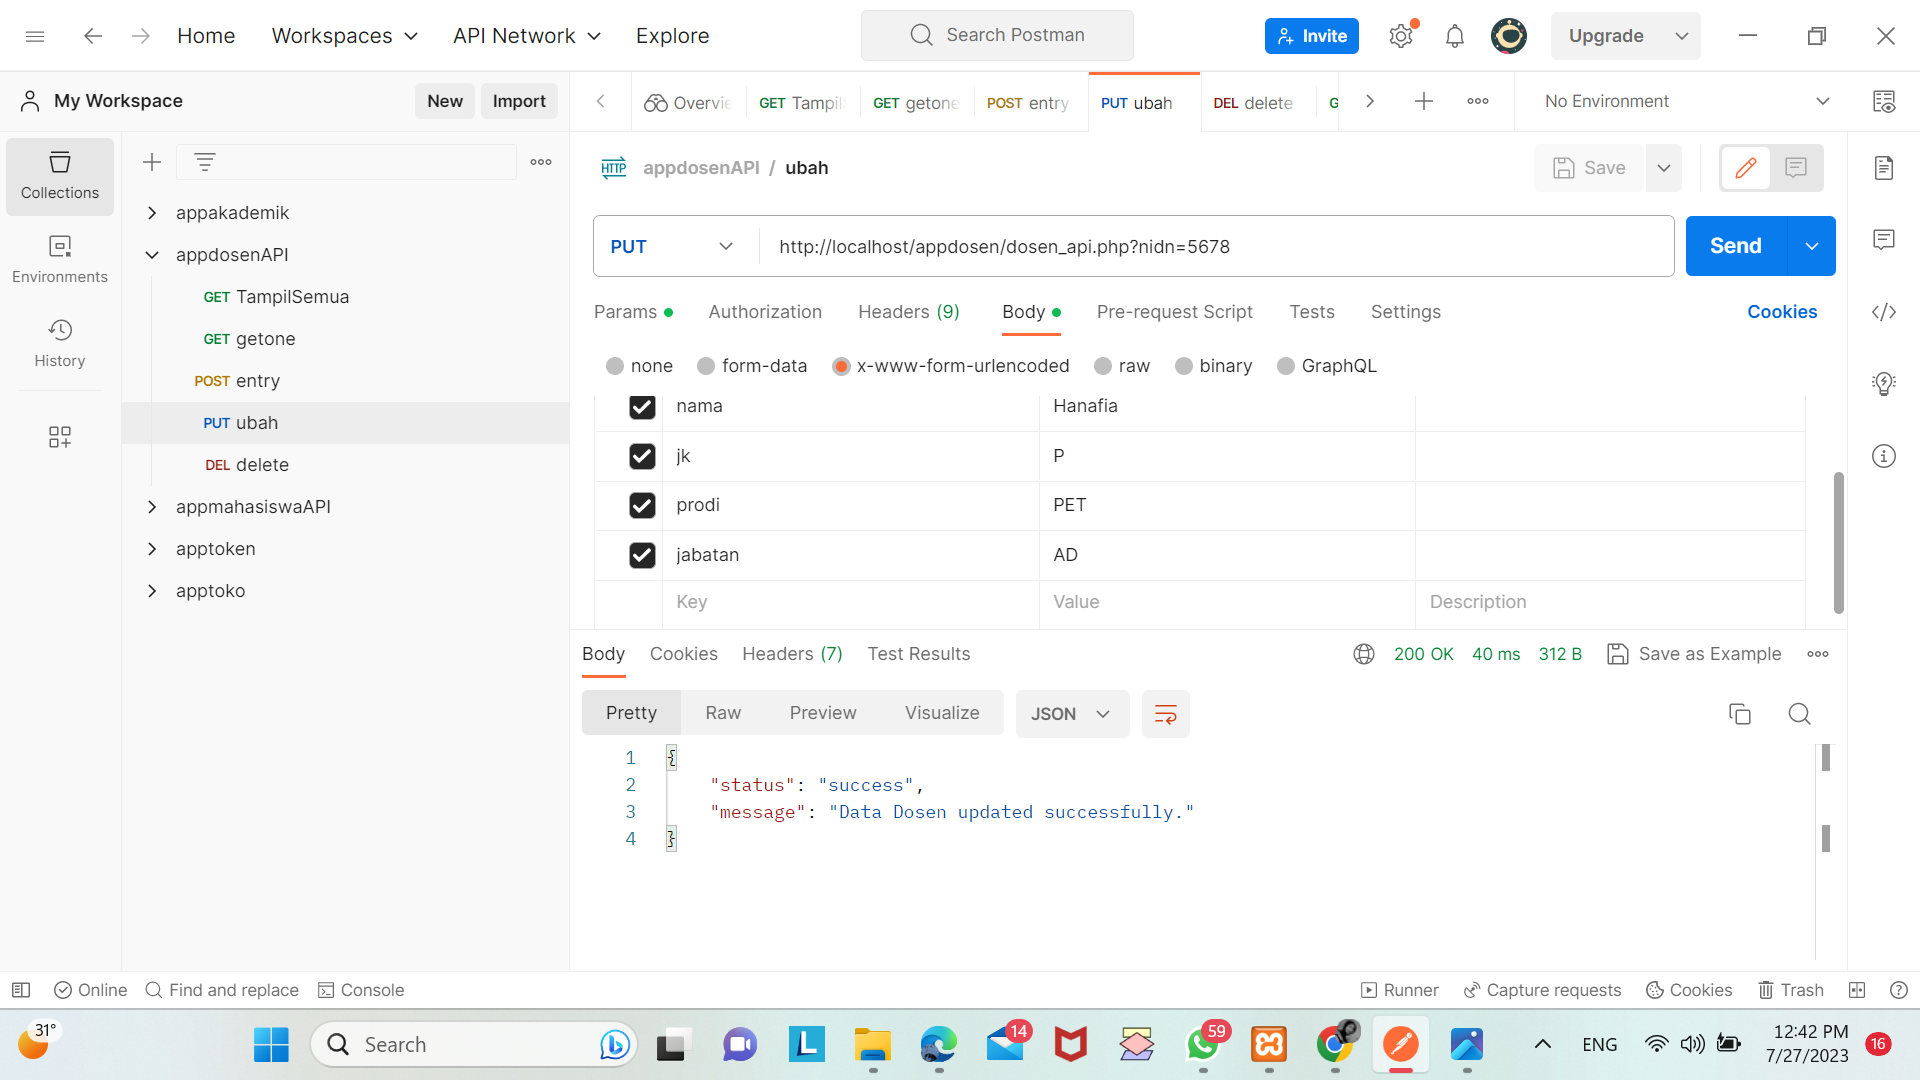 Home Workspaces API Network Explore Search Postman Invite Upgrade
My Workspace New Import Overvie GET Tampil GET getone POST entry PUT ubah DEL delete G No Environment
HTTP appdosenAPI / ubah Save
Collections
Environments
History
appakademik
appdosenAPI
GET TampilSemua
GET getone
POST entry
PUT ubah
DEL delete
appmahasiswaAPI
apptoken
apptoko
PUT http://localhost/appdosen/dosen_api.php?nidn=5678 Send
Params Authorization Headers (9) Body Pre-request Script Tests Settings Cookies
none form-data x-www-form-urlencoded raw binary GraphQL
nama Hanafia
jk P
prodi PET
jabatan AD
Key Value Description
Body Cookies Headers (7) Test Results 200 OK 40 ms 312 B Save as Example
Pretty Raw Preview Visualize JSON
1 {
2 "status": "success",
3 "message": "Data Dosen updated successfully."
4 }
Online Find and replace Console Runner Capture requests Cookies Trash
31° Search L 14 59 ENG 12:42 PM
7/27/2023 16